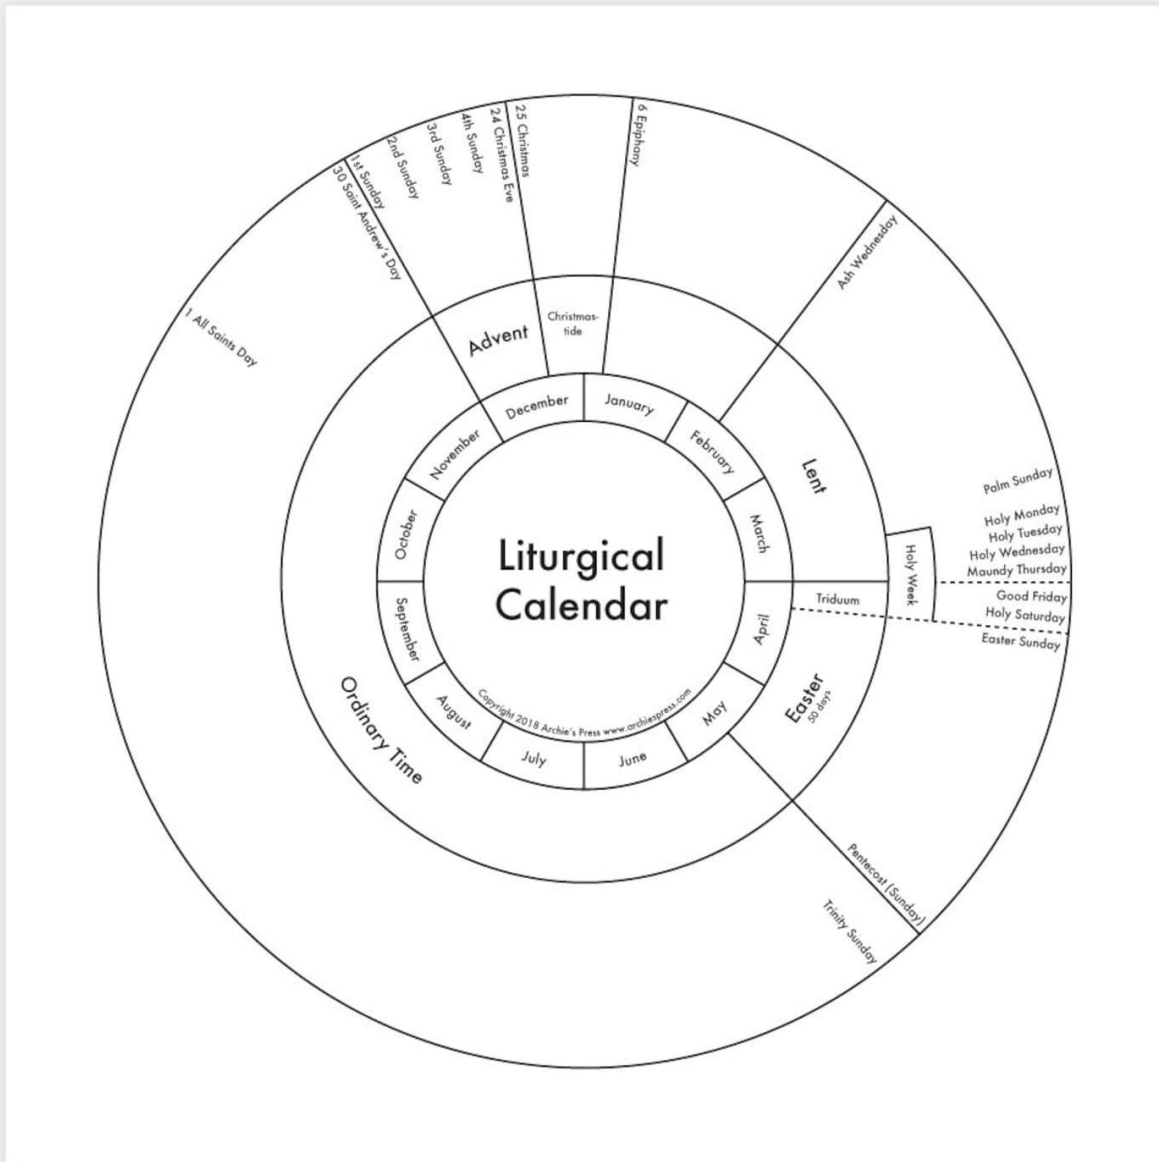 Liturgical
Calendar
Copyright 2018 Archie's Press www.archiespress.com
January
February
March
April
May
June
July
August
September
October
November
December
Advent
Christmas-
tide
Lent
Holy Week
Triduum
Easter
50 days
Ordinary Time
1 All Saints Day
30 Saint Andrew's Day
1st Sunday
2nd Sunday
3rd Sunday
4th Sunday
24 Christmas Eve
25 Christmas
6 Epiphany
Ash Wednesday
Palm Sunday
Holy Monday
Holy Tuesday
Holy Wednesday
Maundy Thursday
Good Friday
Holy Saturday
Easter Sunday
Pentecost (Sunday)
Trinity Sunday